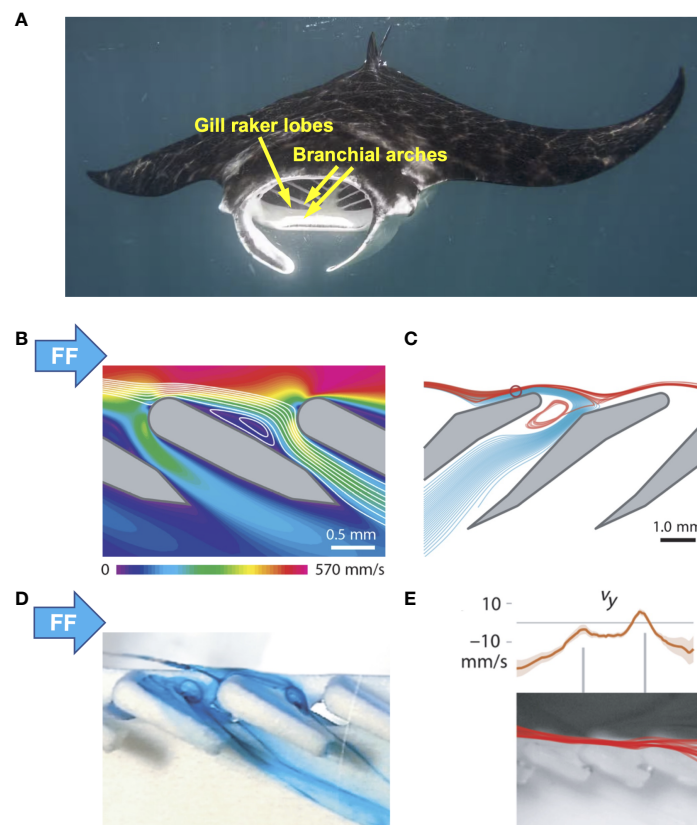 A
Gill raker lobes
Branchial arches
B
FF
0.5 mm
0
570 mm/s
C
1.0 mm
D
FF
E
vy
10
−10
mm/s